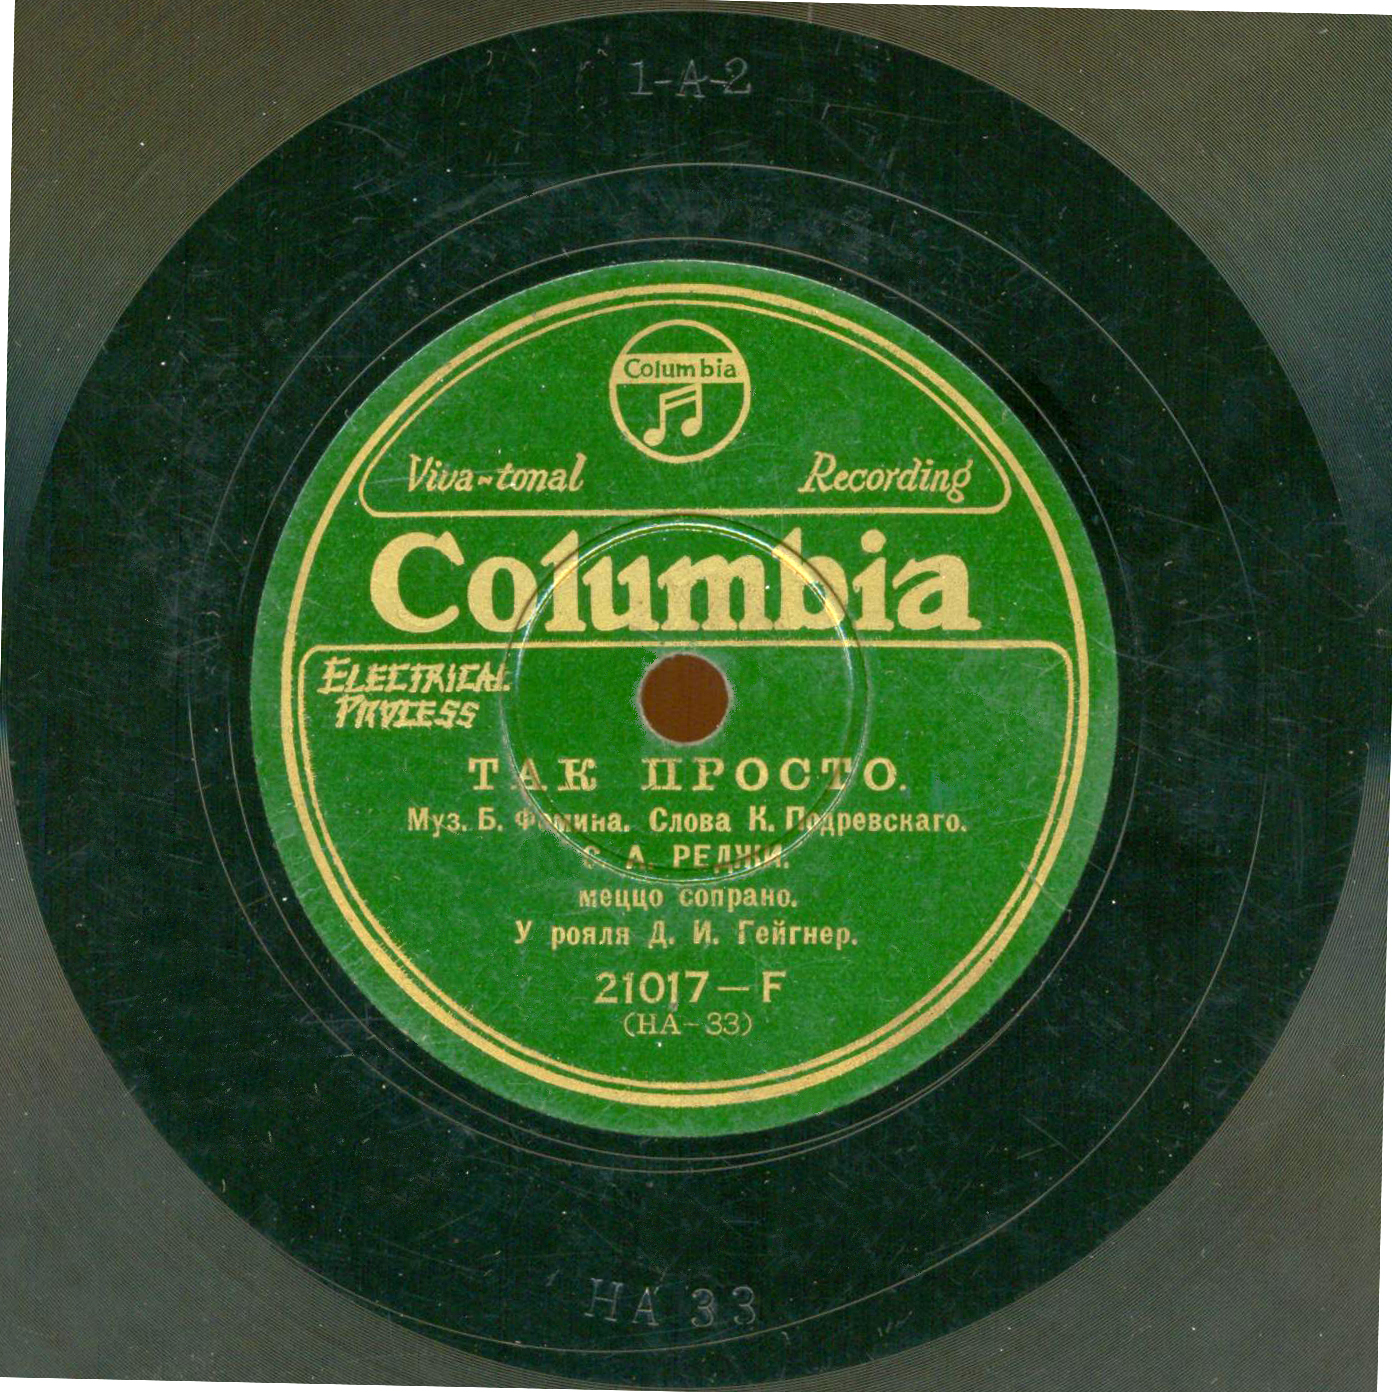 1-A-2
Columbia
Viva-tonal Recording
Columbia
ELECTRICAL
PROCESS
ТАК ПРОСТО.
Муз. Б. Фомина. Слова К. Подревскаго.
С. А. РЕДЖИ.
меццо сопрано.
У рояля Д. И. Гейгнер.
21017—F
(HA-33)
HA 33